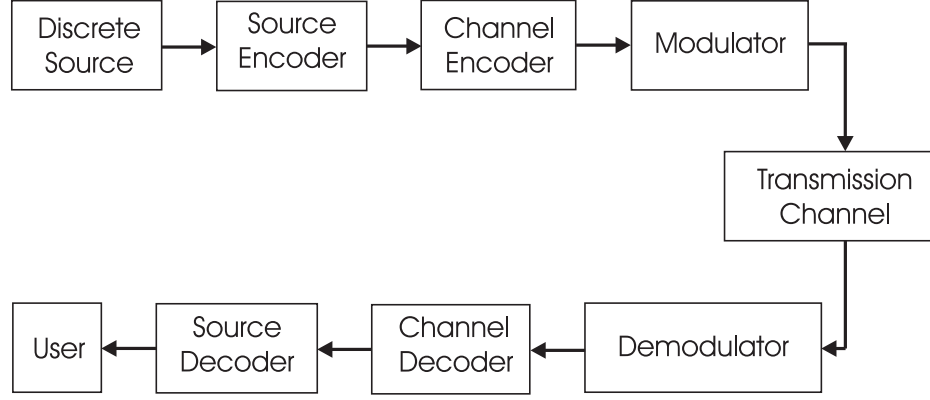 Discrete
Source
Source
Encoder
Channel
Encoder
Modulator
Transmission
Channel
User
Source
Decoder
Channel
Decoder
Demodulator